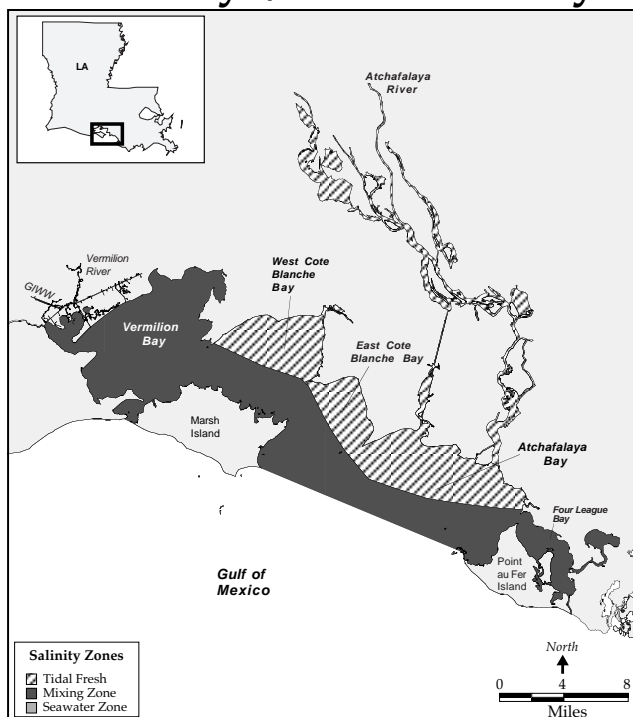 LA
Atchafalaya
River
Vermilion
River
GIWW
West Cote
Blanche
Bay
Vermilion
Bay
East Cote
Blanche Bay
Marsh
Island
Atchafalaya
Bay
Four League
Bay
Point
au Fer
Island
Gulf of
Mexico
Salinity Zones
Tidal Fresh
Mixing Zone
Seawater Zone
North
0 4 8
Miles